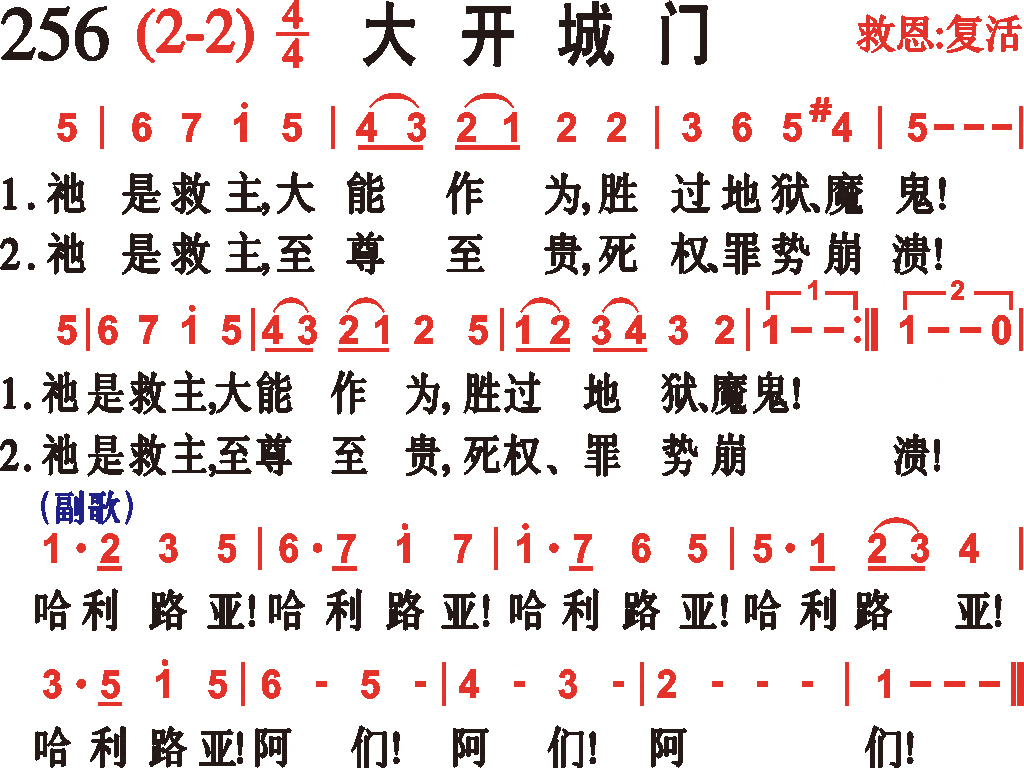 256 (2-2) 4/4 大开城门 救恩:复活
5 | 6 7 i 5 | 4 3 2 1 2 2 | 3 6 5 #4 | 5 - - - |
1.祂是救主,大能作为,胜过地狱、魔鬼!
2.祂是救主,至尊至贵,死权、罪势崩溃!
5 | 6 7 i 5 | 4 3 2 1 2 5 | 1 2 3 4 3 2 | 1. 1 - - :| 2. 1 - - 0 |
1.祂是救主,大能作为,胜过地狱、魔鬼!
2.祂是救主,至尊至贵,死权、罪势崩溃!
(副歌)
1 · 2 3 5 | 6 · 7 i 7 | i · 7 6 5 | 5 · 1 2 3 4 |
哈利路亚!哈利路亚!哈利路亚!哈利路亚!
3 · 5 i 5 | 6 - 5 - | 4 - 3 - | 2 - - - | 1 - - - ||
哈利路亚!阿们!阿们!阿们!